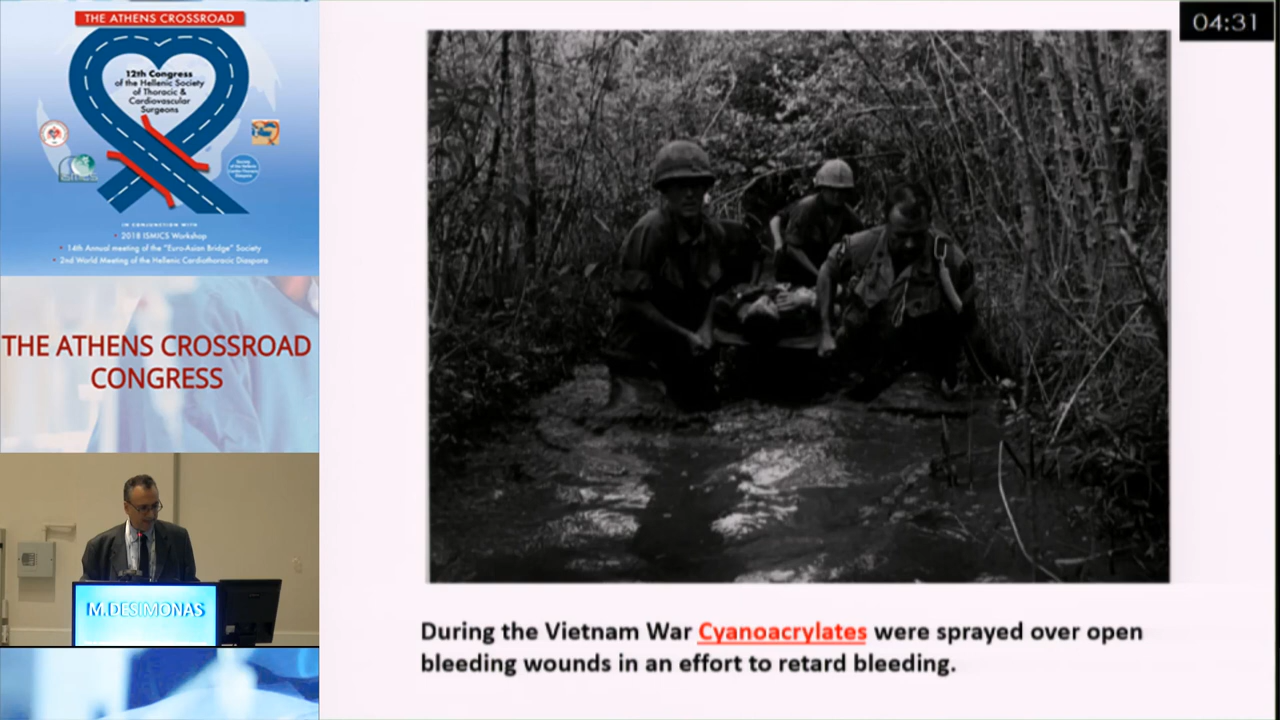 THE ATHENS CROSSROAD
12th Congress
of the Hellenic Society
of Thoracic &
Cardiovascular
Surgeons
IN CONJUNCTION WITH
• 2018 ISMICS Workshop
• 14th Annual meeting of the "Euro-Asian Bridge" Society
• 2nd World Meeting of the Hellenic Cardiothoracic Diaspora
THE ATHENS CROSSROAD
CONGRESS
M.DESIMONAS
04:31
During the Vietnam War Cyanoacrylates were sprayed over open
bleeding wounds in an effort to retard bleeding.